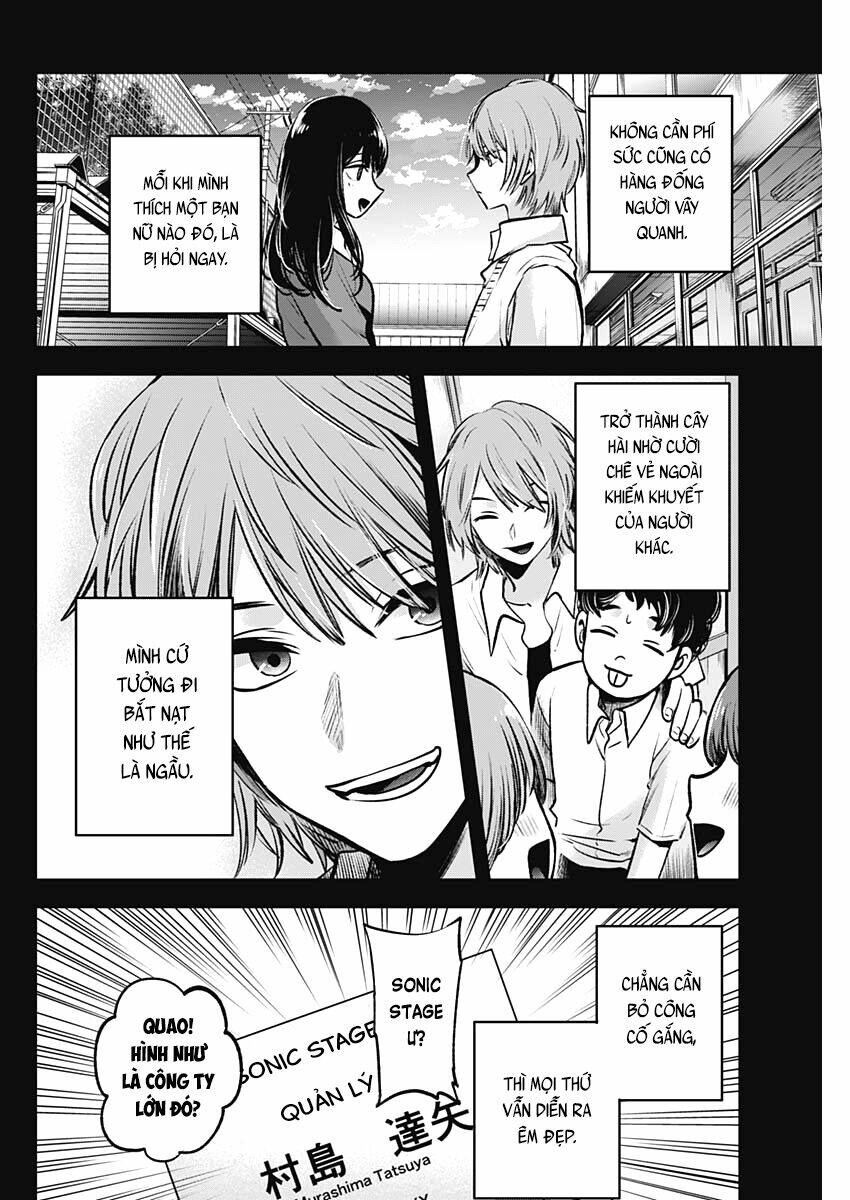 KHÔNG CẦN PHÍ
SỨC CŨNG CÓ
HÀNG ĐỐNG
NGƯỜI VÂY
QUANH.
MỖI KHI MÌNH
THÍCH MỘT BẠN
NỮ NÀO ĐÓ, LÀ
BỊ HỎI NGAY.
TRỞ THÀNH CÂY
HÀI NHỜ CƯỜI
CHÊ VẺ NGOÀI
KHIẾM KHUYẾT
CỦA NGƯỜI
KHÁC.
MÌNH CỨ
TƯỞNG ĐI
BẮT NẠT
NHƯ THẾ
LÀ NGẦU.
CHẲNG CẦN
BỎ CÔNG
CỐ GẮNG,
THÌ MỌI THỨ
VẪN DIỄN RA
ÊM ĐẸP.
SONIC
STAGE
Ư?
SONIC STAGE
QUẢN LÝ
村島 達矢
Murashima Tatsuya
QUAO!
HÌNH NHƯ
LÀ CÔNG TY
LỚN ĐÓ?